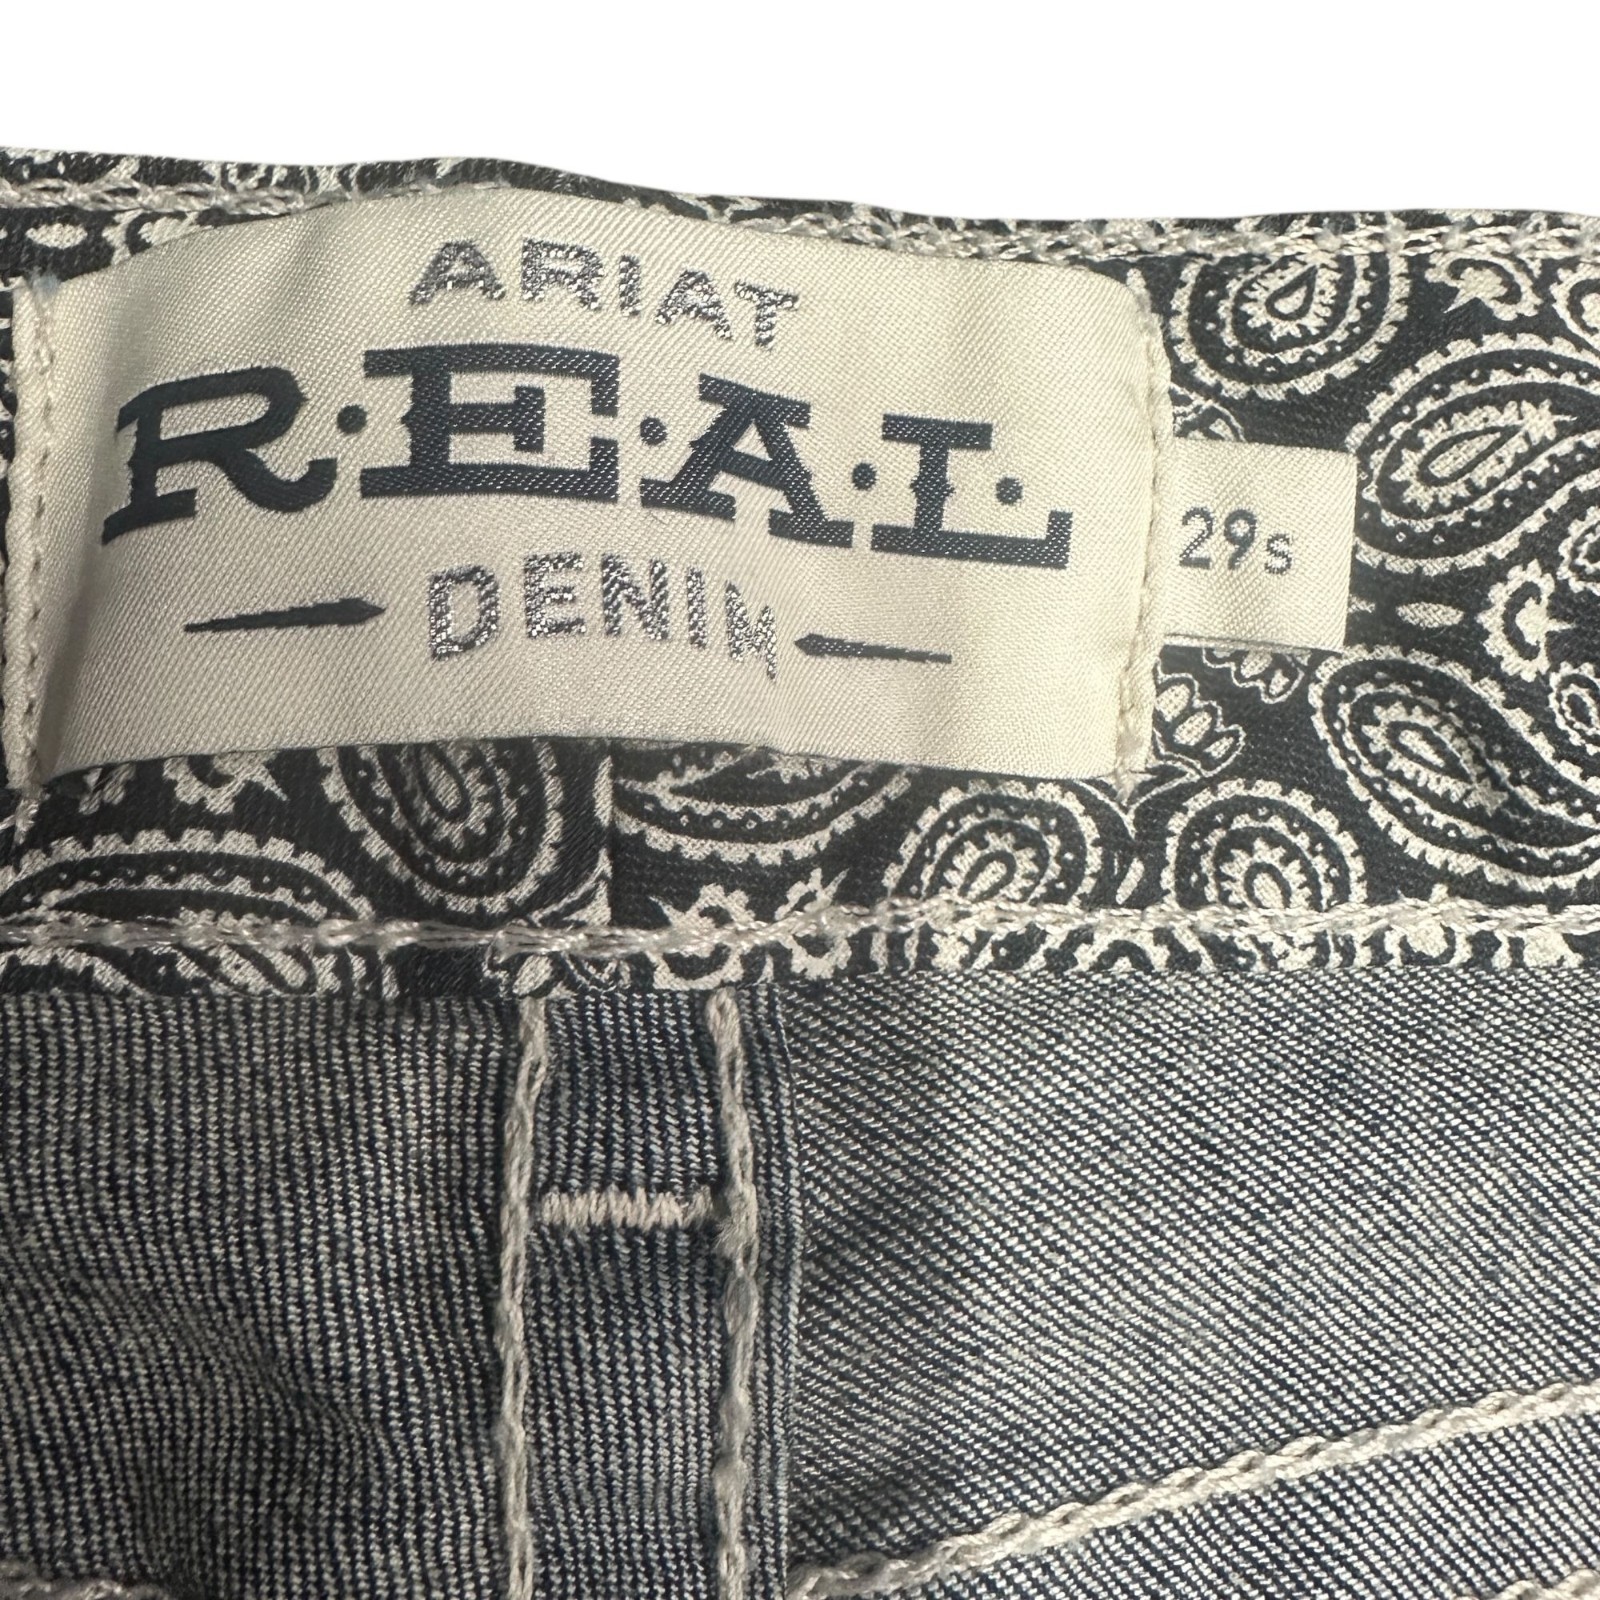 ARIAT
R·E·A·L·
DENIM
29s